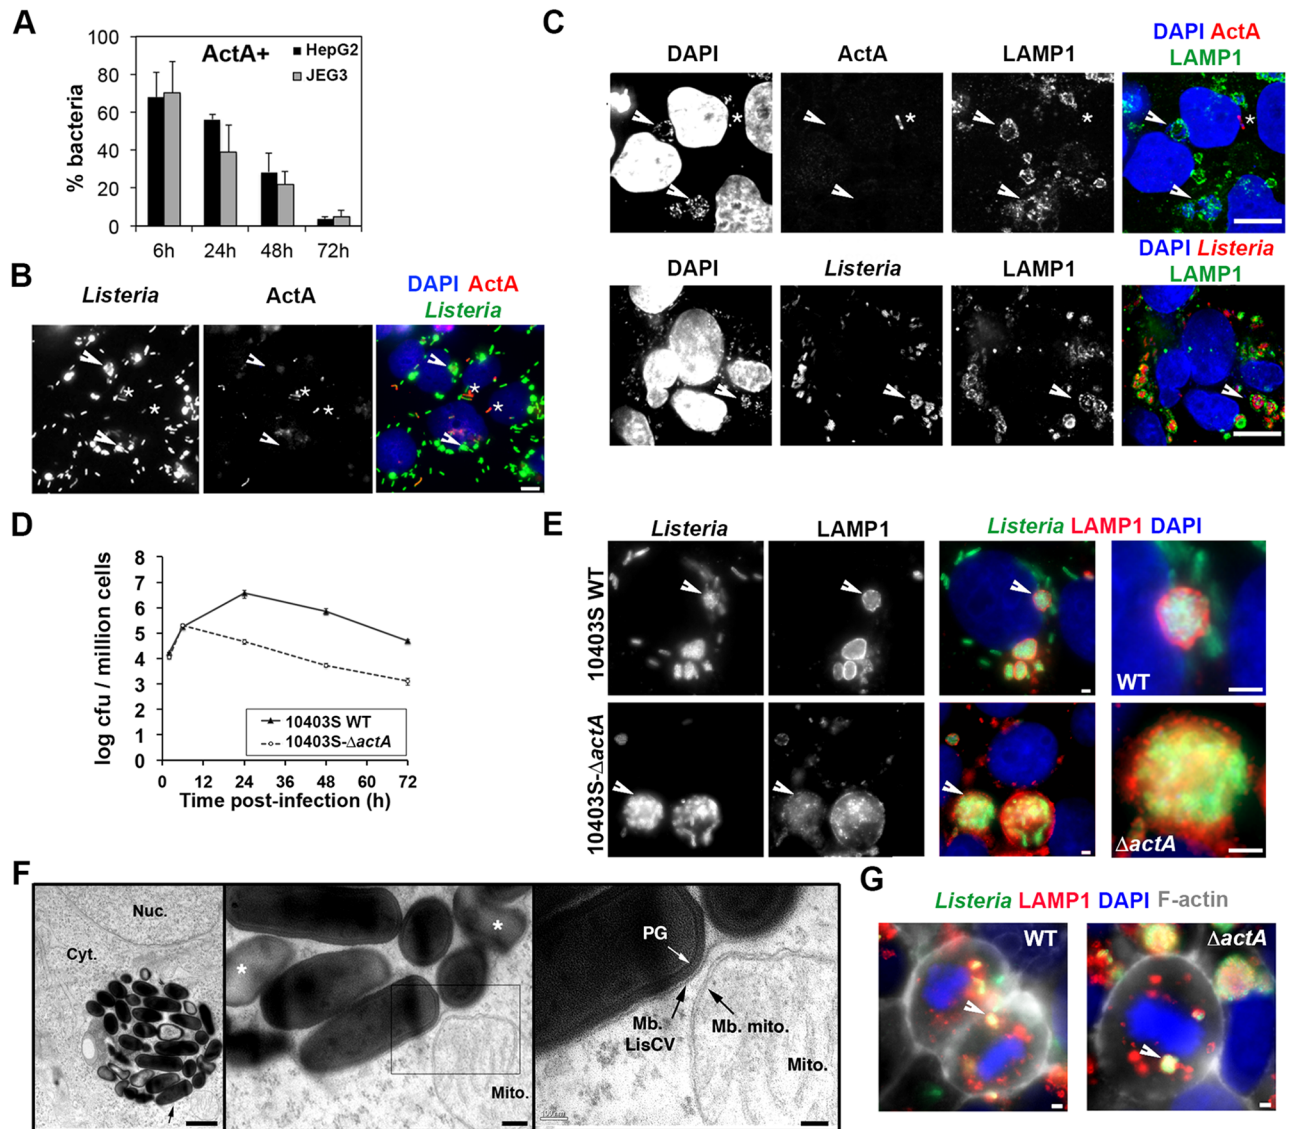 A
100
80
60
40
20
0
% bacteria
ActA+
HepG2
JEG3
6h 24h 48h 72h
B
Listeria
ActA
DAPI ActA
Listeria
*
*
*
*
*
*
C
DAPI
ActA
LAMP1
DAPI ActA
LAMP1
*
*
*
*
DAPI
Listeria
LAMP1
DAPI Listeria
LAMP1
D
8
7
6
5
4
3
2
1
0
log cfu / million cells
10403S WT
10403S-ΔactA
0 12 24 36 48 60 72
Time post-infection (h)
E
Listeria
LAMP1
Listeria LAMP1 DAPI
10403S WT
WT
10403S-ΔactA
ΔactA
F
Nuc.
Cyt.
*
*
Mito.
PG
Mb.
LisCV
Mb. mito.
Mito.
G
Listeria LAMP1 DAPI F-actin
WT
ΔactA